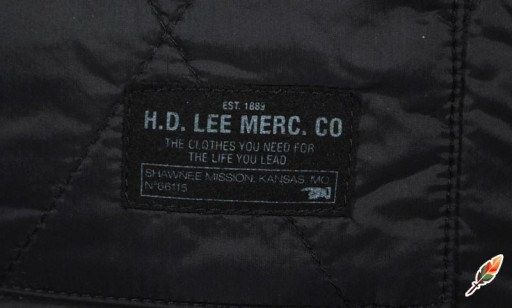 EST. 1889
H.D. LEE MERC. CO
THE CLOTHES YOU NEED FOR
THE LIFE YOU LEAD
SHAWNEE MISSION, KANSAS, MO
Nº66115